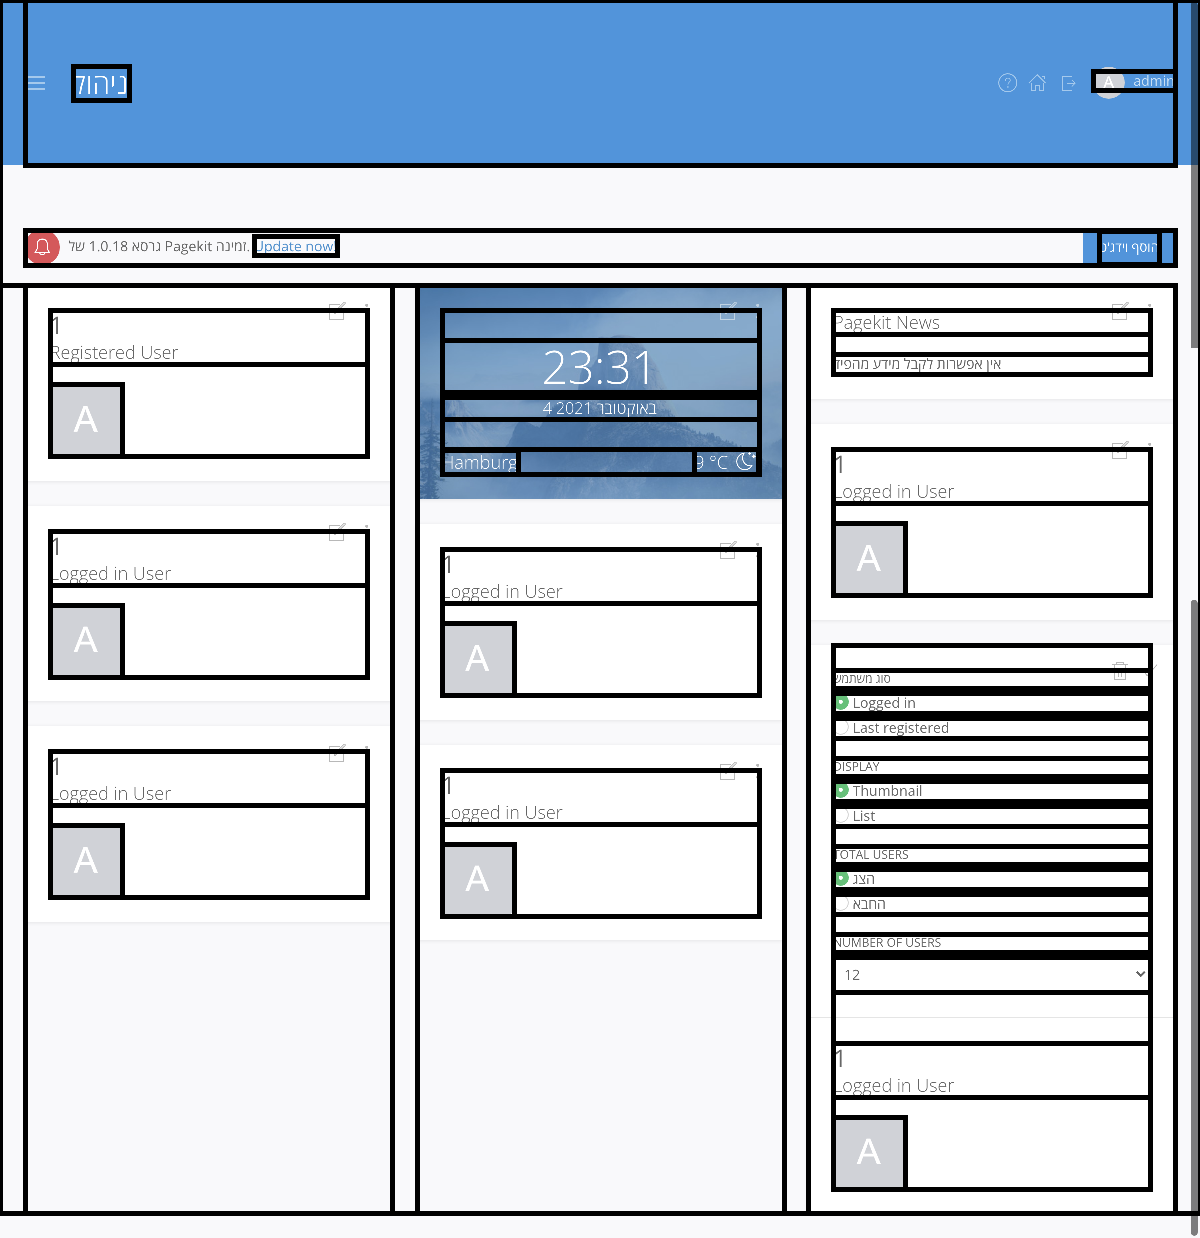 ניהול
A admin
גרסא 1.0.18 של Pagekit זמינה. Update now!
הוסף וידג'ט
1
Registered User
A
1
Logged in User
A
1
Logged in User
A
23:31
4 באוקטובר 2021
Hamburg
9 °C
1
Logged in User
A
1
Logged in User
A
Pagekit News
אין אפשרות לקבל מידע מהפיד
1
Logged in User
A
סוג משתמש
Logged in
Last registered
DISPLAY
Thumbnail
List
TOTAL USERS
הצג
החבא
NUMBER OF USERS
12
1
Logged in User
A